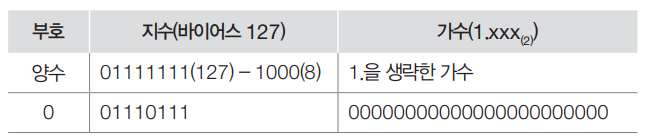 부호 지수(바이어스 127) 가수(1.xxx(2))
양수 01111111(127) – 1000(8) 1.을 생략한 가수
0 01110111 00000000000000000000000